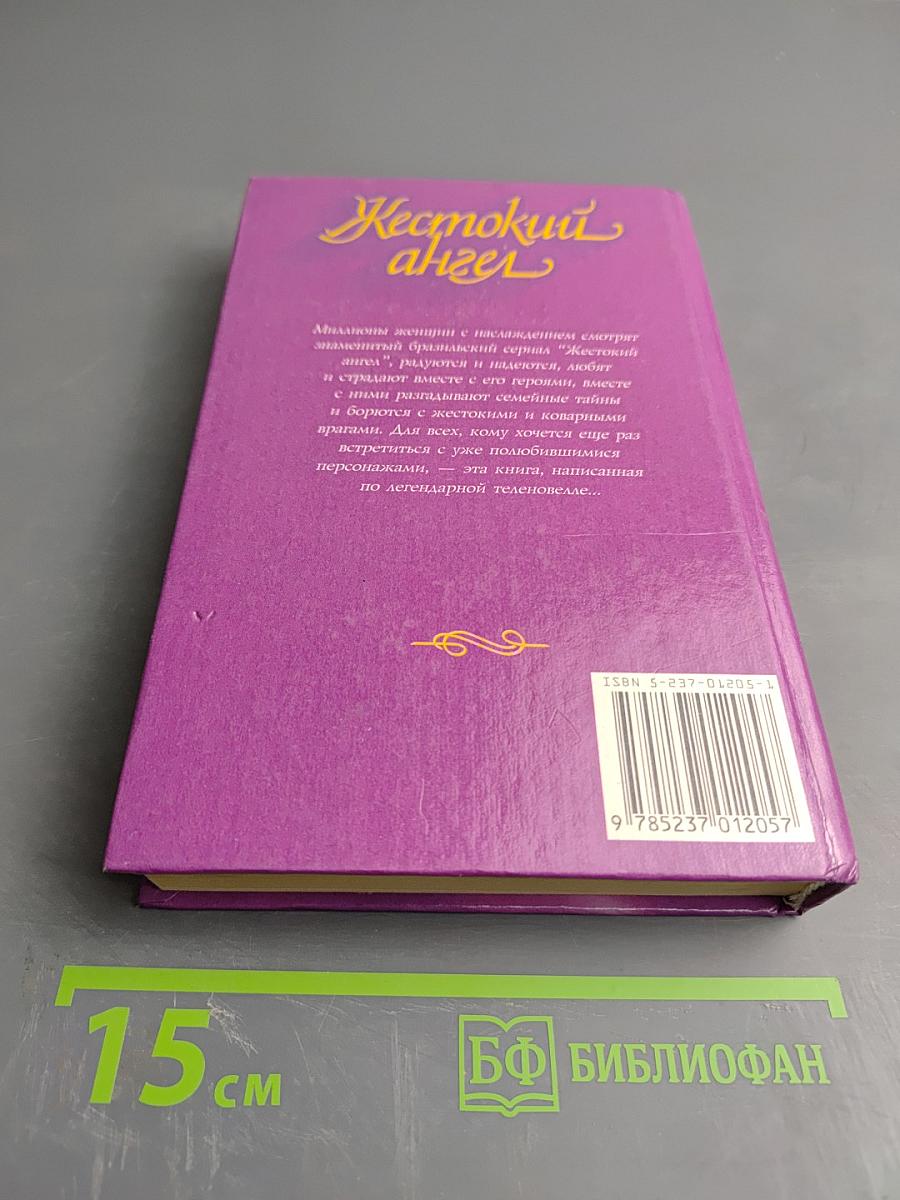 Жестокий
ангел
Миллионы женщин с наслаждением смотрят
знаменитый бразильский сериал "Жестокий
ангел", радуются и надеются, любят
и страдают вместе с его героями, вместе
с ними разгадывают семейные тайны
и борются с жестокими и коварными
врагами. Для всех, кому хочется еще раз
встретиться с уже полюбившимися
персонажами, — эта книга, написанная
по легендарной теленовелле...
ISBN 5-237-01205-1
9 785237 012057
15 см
БФ БИБЛИОФАН